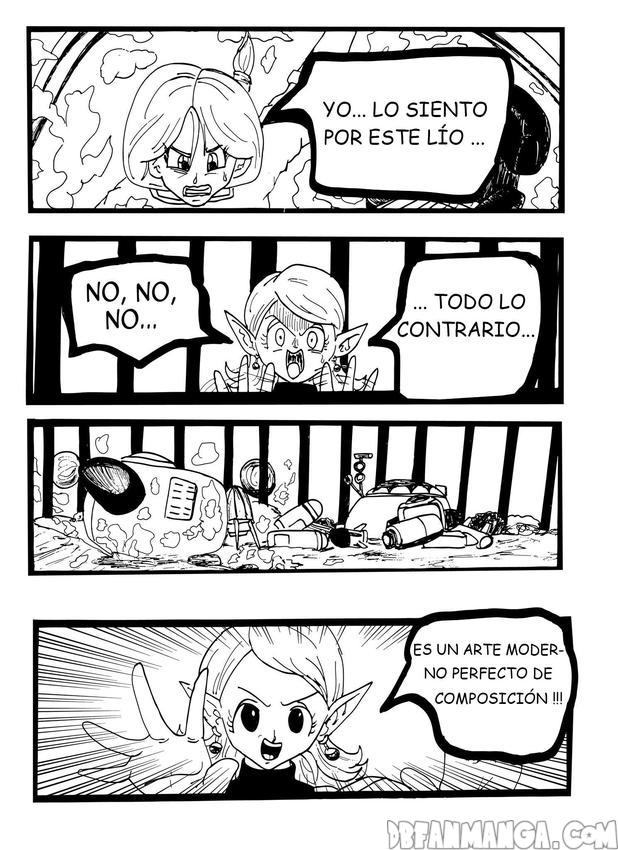 YO... LO SIENTO
POR ESTE LÍO ...
NO, NO,
NO...
... TODO LO
CONTRARIO...
ES UN ARTE MODER-
NO PERFECTO DE
COMPOSICIÓN !!!
DBFANMANGA.COM